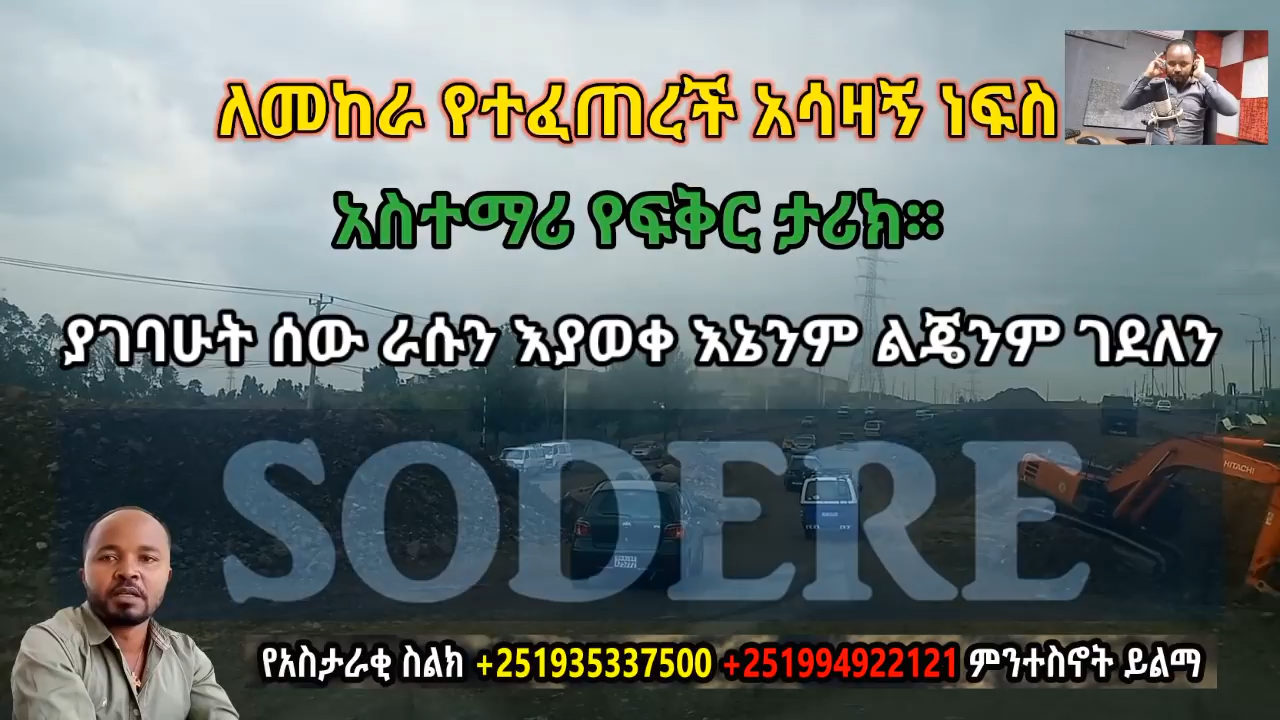 ለመከራ የተፈጠረች አሳዛኝ ነፍስ
አስተማሪ የፍቅር ታሪክ።
ያገባሁት ሰው ራሱን እያወቀ እኔንም ልጄንም ገደለን
HITACHI
SODERE
የአስታራቂ ስልክ +251935337500 +251994922121 ምንተስኖት ይልማ